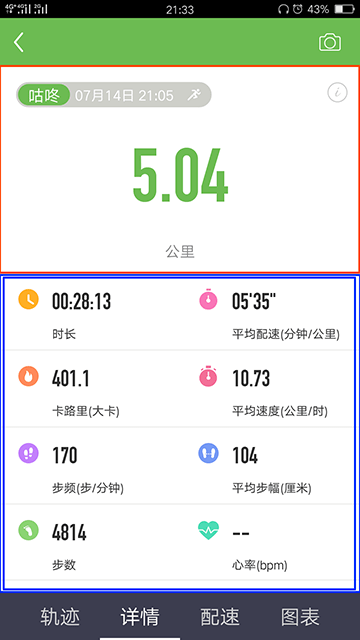 4G+ 4G 2G 21:33 43%
咕咚 07月14日 21:05
5.04
公里
00:28:13 05'35"
时长 平均配速(分钟/公里)
401.1 10.73
卡路里(大卡) 平均速度(公里/时)
170 104
步频(步/分钟) 平均步幅(厘米)
4814 --
步数 心率(bpm)
轨迹 详情 配速 图表